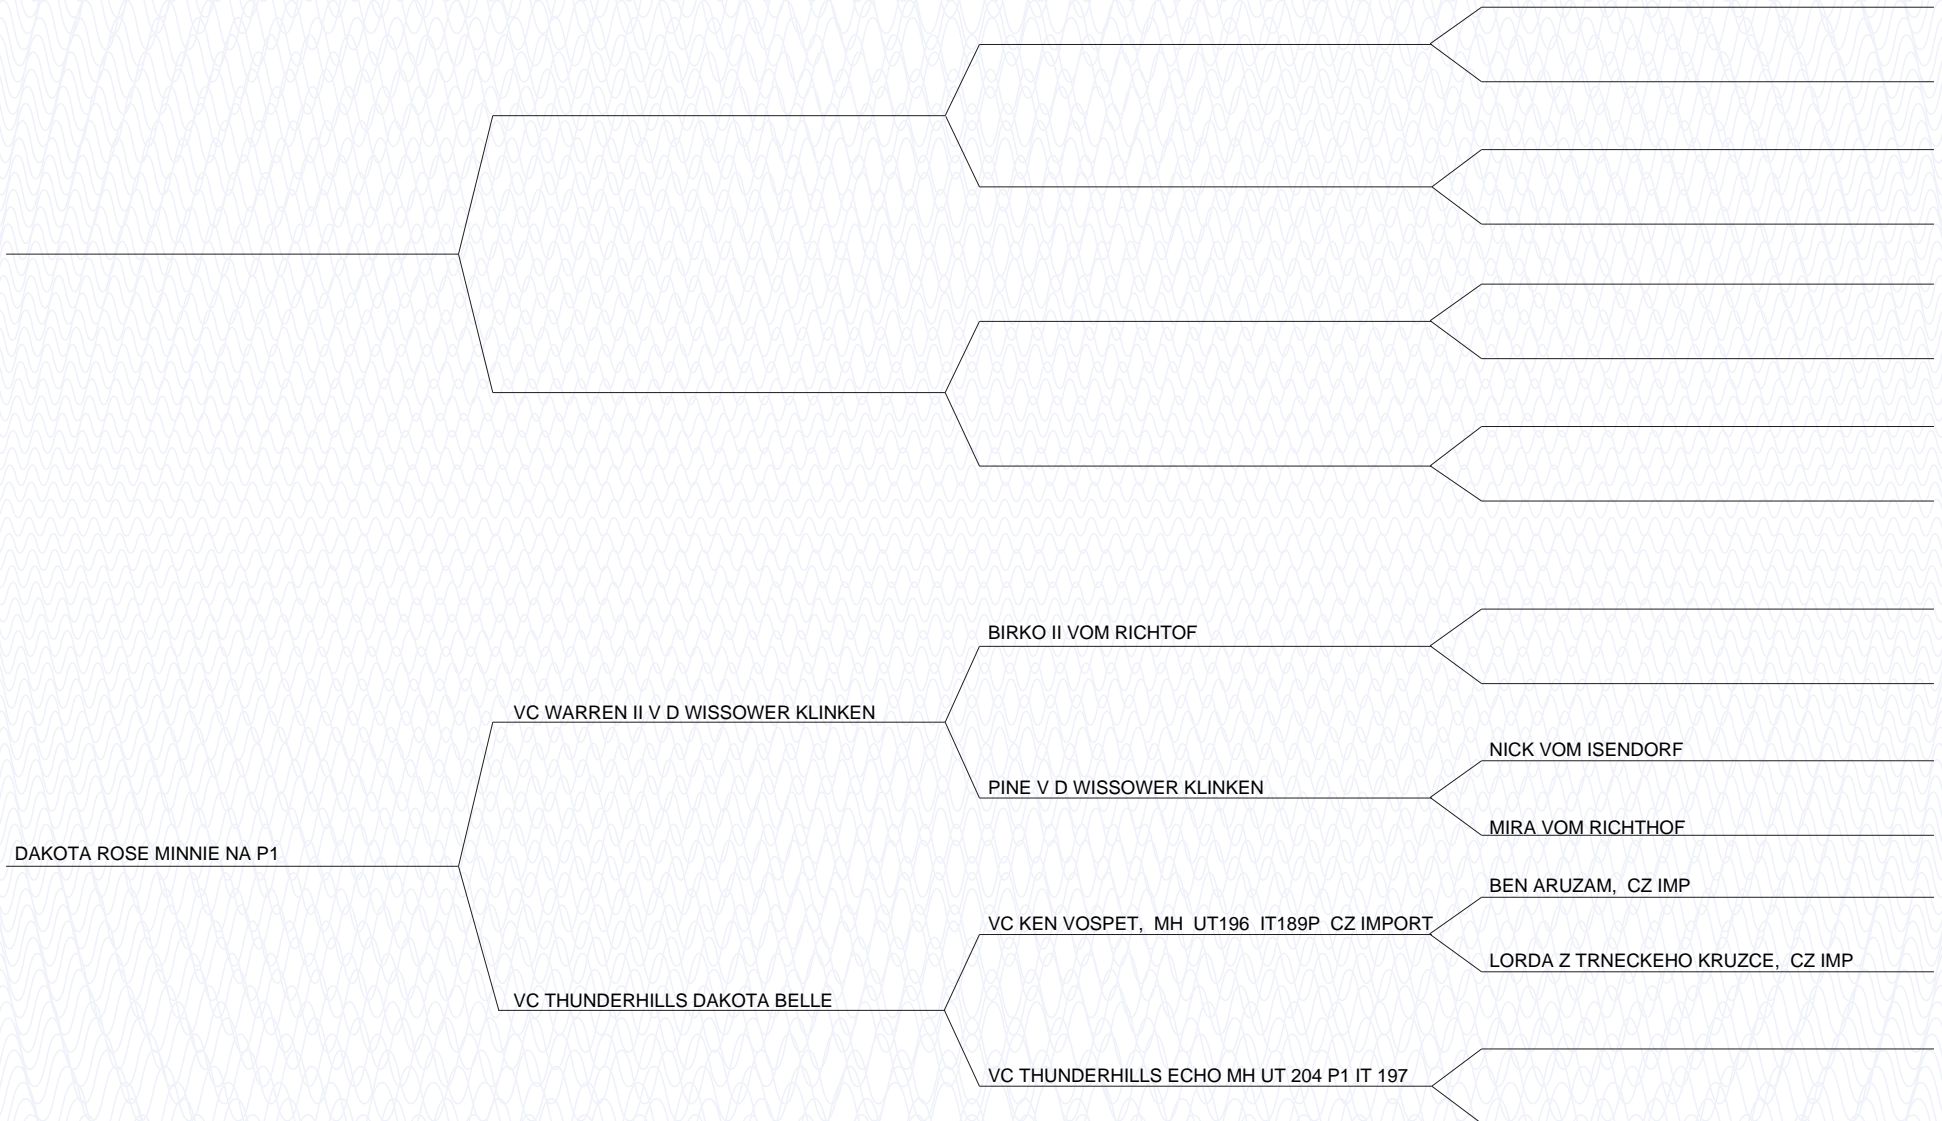 BIRKO II VOM RICHTOF
VC WARREN II V D WISSOWER KLINKEN
NICK VOM ISENDORF
PINE V D WISSOWER KLINKEN
MIRA VOM RICHTHOF
DAKOTA ROSE MINNIE NA P1
BEN ARUZAM,  CZ IMP
VC KEN VOSPET,  MH  UT196  IT189P  CZ IMPORT
LORDA Z TRNECKEHO KRUZCE,  CZ IMP
VC THUNDERHILLS DAKOTA BELLE
VC THUNDERHILLS ECHO MH UT 204 P1 IT 197